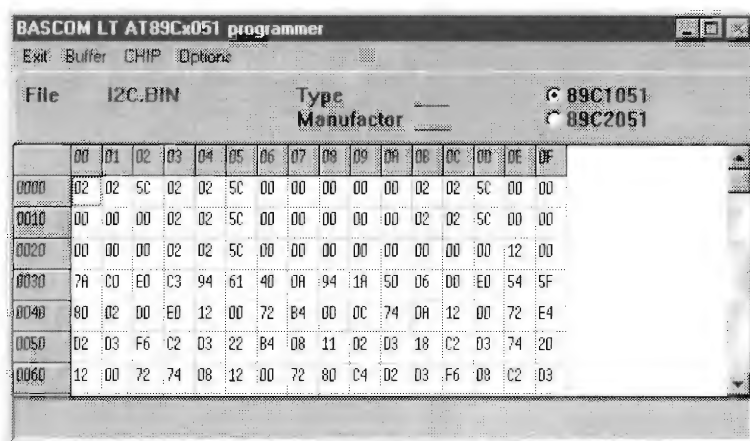 BASCOM LT AT89Cx051 programmer
Exit Buffer CHIP Options
File I2C.BIN Type ___ 89C1051
Manufactor ___ 89C2051
00 01 02 03 04 05 06 07 08 09 0A 0B 0C 0D 0E 0F
0000 02 02 5C 02 02 5C 00 00 00 00 00 02 02 5C 00 00
0010 00 00 00 02 02 5C 00 00 00 00 00 02 02 5C 00 00
0020 00 00 00 02 02 5C 00 00 00 00 00 00 00 00 12 00
0030 7A C0 E0 C3 94 61 40 0A 94 1A 50 06 D0 E0 54 5F
0040 80 02 D0 E0 12 00 72 B4 0D 0C 74 0A 12 00 72 E4
0050 D2 D3 F6 C2 D3 22 B4 08 11 D2 D3 18 C2 D3 74 20
0060 12 00 72 74 08 12 00 72 80 C4 D2 D3 F6 08 C2 D3